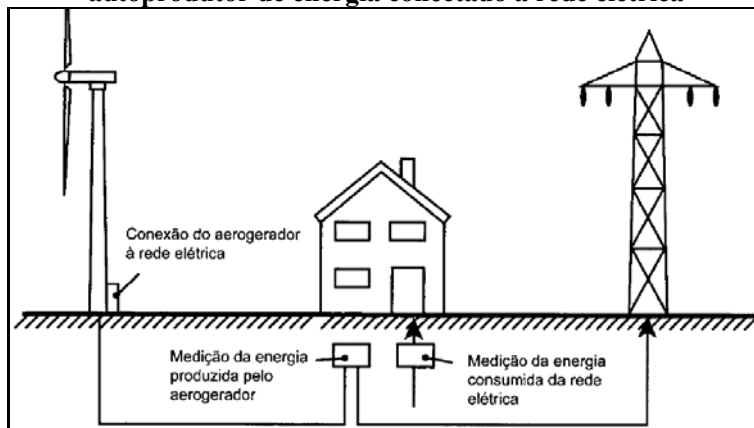 autoprodutor de energia conectado à rede elétrica
Conexão do aerogerador
à rede elétrica
Medição da energia
produzida pelo
aerogerador
Medição da energia
consumida da rede
elétrica